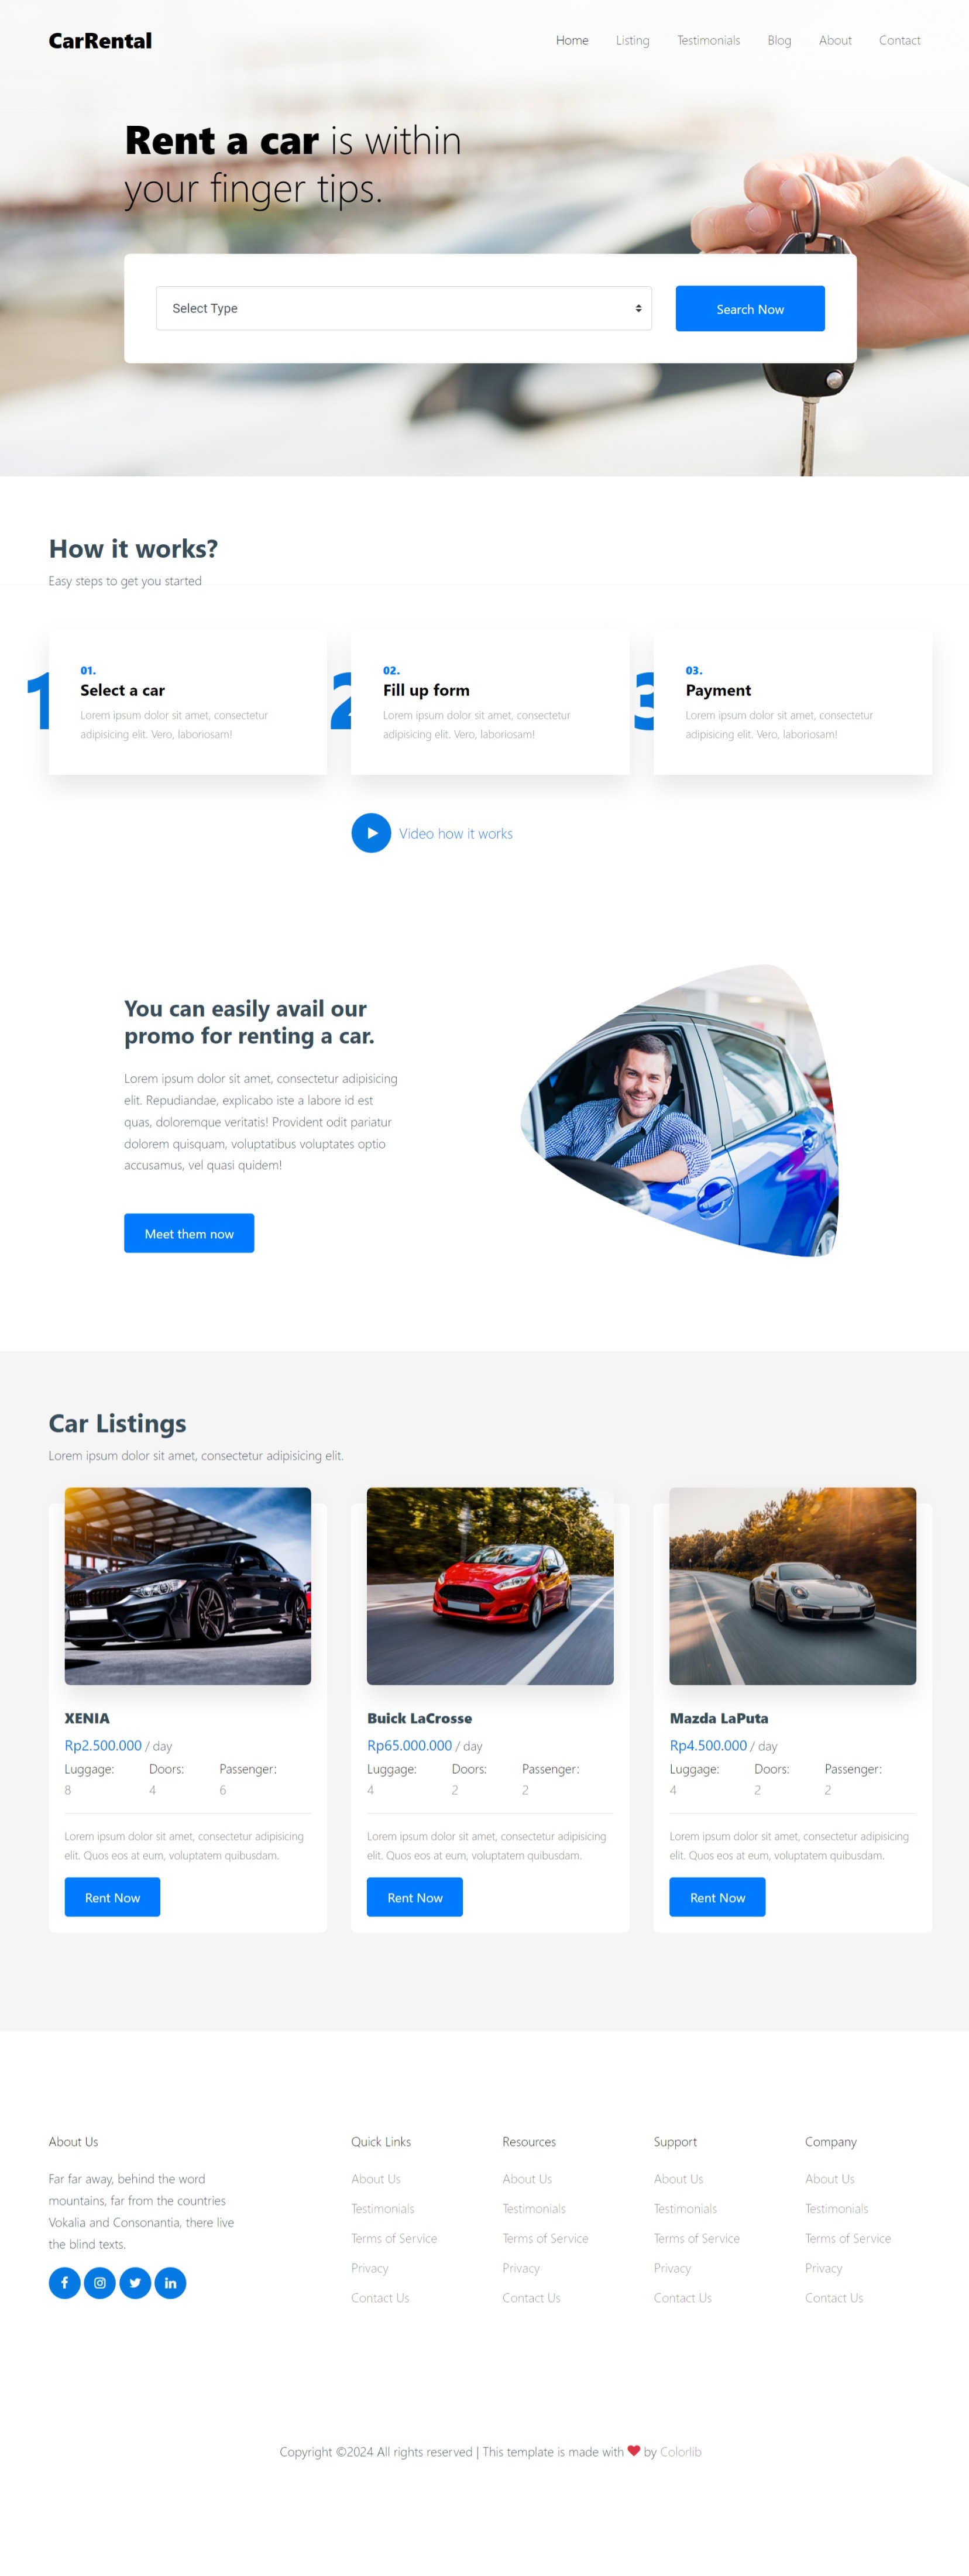 CarRental
Home Listing Testimonials Blog About Contact
Rent a car is within
your finger tips.
Select Type
Search Now
How it works?
Easy steps to get you started
1
01.
Select a car
Lorem ipsum dolor sit amet, consectetur
adipisicing elit. Vero, laboriosam!
2
02.
Fill up form
Lorem ipsum dolor sit amet, consectetur
adipisicing elit. Vero, laboriosam!
3
03.
Payment
Lorem ipsum dolor sit amet, consectetur
adipisicing elit. Vero, laboriosam!
Video how it works
You can easily avail our
promo for renting a car.
Lorem ipsum dolor sit amet, consectetur adipisicing
elit. Repudiandae, explicabo iste a labore id est
quas, doloremque veritatis! Provident odit pariatur
dolorem quisquam, voluptatibus voluptates optio
accusamus, vel quasi quidem!
Meet them now
Car Listings
Lorem ipsum dolor sit amet, consectetur adipisicing elit.
XENIA
Rp2.500.000 / day
Luggage: Doors: Passenger:
8 4 6
Lorem ipsum dolor sit amet, consectetur adipisicing
elit. Quos eos at eum, voluptatem quibusdam.
Rent Now
Buick LaCrosse
Rp65.000.000 / day
Luggage: Doors: Passenger:
4 2 2
Lorem ipsum dolor sit amet, consectetur adipisicing
elit. Quos eos at eum, voluptatem quibusdam.
Rent Now
Mazda LaPuta
Rp4.500.000 / day
Luggage: Doors: Passenger:
4 2 2
Lorem ipsum dolor sit amet, consectetur adipisicing
elit. Quos eos at eum, voluptatem quibusdam.
Rent Now
About Us
Far far away, behind the word
mountains, far from the countries
Vokalia and Consonantia, there live
the blind texts.
Quick Links
About Us
Testimonials
Terms of Service
Privacy
Contact Us
Resources
About Us
Testimonials
Terms of Service
Privacy
Contact Us
Support
About Us
Testimonials
Terms of Service
Privacy
Contact Us
Company
About Us
Testimonials
Terms of Service
Privacy
Contact Us
Copyright ©2024 All rights reserved | This template is made with ❤ by Colorlib